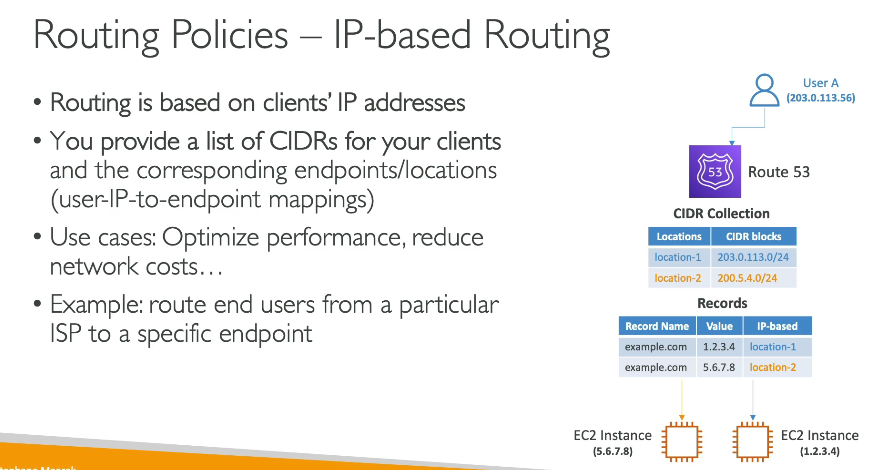 Routing Policies – IP-based Routing
• Routing is based on clients' IP addresses
• You provide a list of CIDRs for your clients
and the corresponding endpoints/locations
(user-IP-to-endpoint mappings)
• Use cases: Optimize performance, reduce
network costs…
• Example: route end users from a particular
ISP to a specific endpoint
User A
(203.0.113.56)
53
Route 53
CIDR Collection
Locations CIDR blocks
location-1 203.0.113.0/24
location-2 200.5.4.0/24
Records
Record Name Value IP-based
example.com 1.2.3.4 location-1
example.com 5.6.7.8 location-2
EC2 Instance
(5.6.7.8)
EC2 Instance
(1.2.3.4)